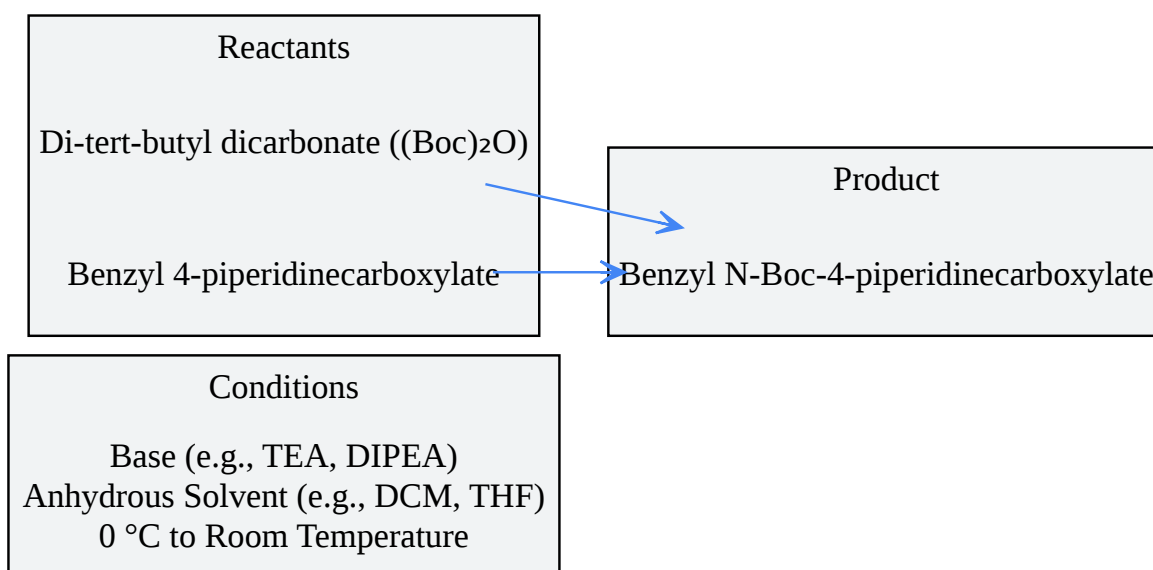 Reactants
Di-tert-butyl dicarbonate ((Boc)₂O)
Benzyl 4-piperidinecarboxylate
Product
Benzyl N-Boc-4-piperidinecarboxylate
Conditions
Base (e.g., TEA, DIPEA)
Anhydrous Solvent (e.g., DCM, THF)
0 °C to Room Temperature